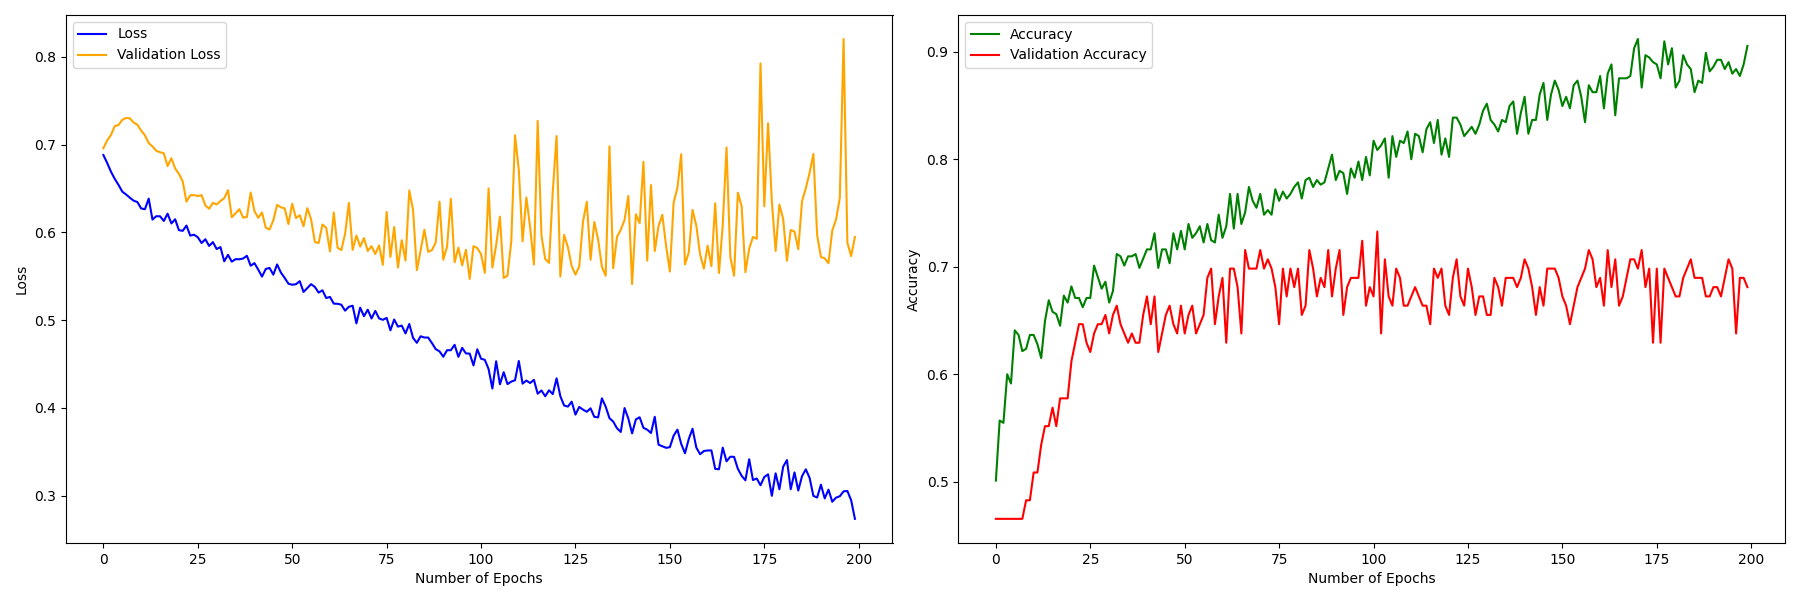 Loss
Validation Loss
0.8
0.7
0.6
0.5
0.4
0.3
Loss
0 25 50 75 100 125 150 175 200
Number of Epochs
Accuracy
Validation Accuracy
0.9
0.8
0.7
0.6
0.5
Accuracy
0 25 50 75 100 125 150 175 200
Number of Epochs